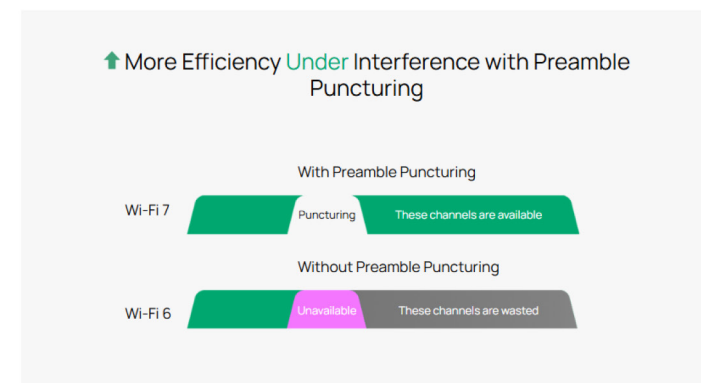 More Efficiency Under Interference with Preamble
Puncturing
With Preamble Puncturing
Wi-Fi 7
Puncturing
These channels are available
Without Preamble Puncturing
Wi-Fi 6
Unavailable
These channels are wasted